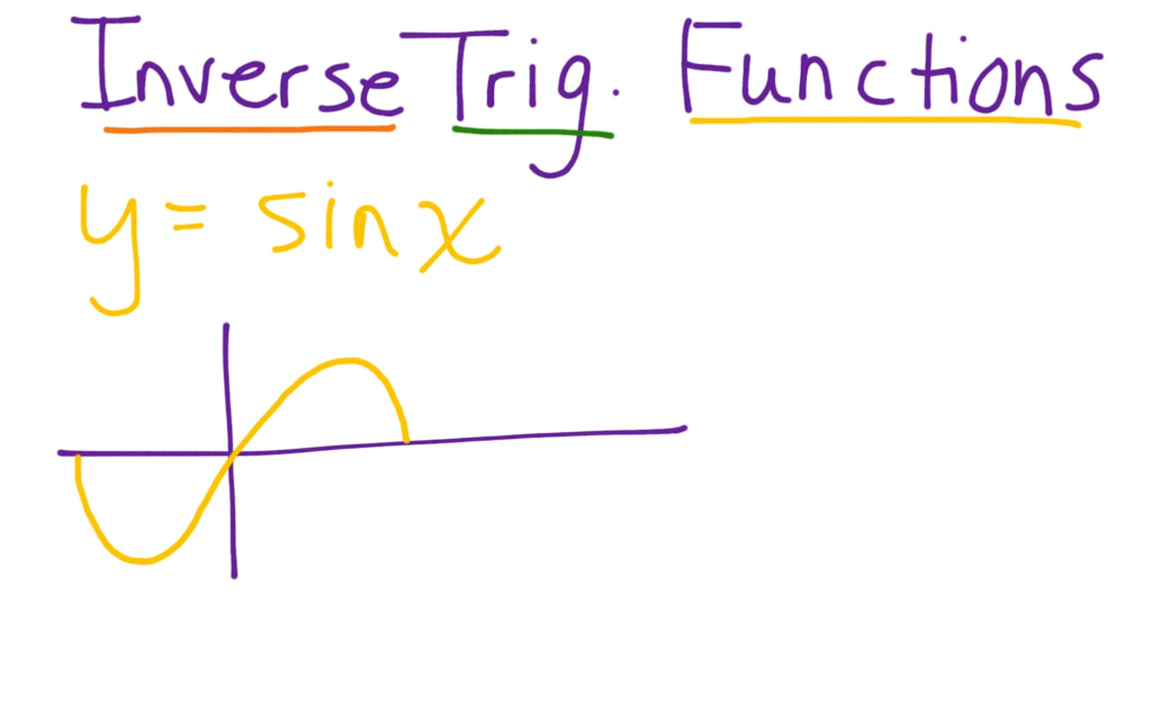 Inverse Trig. Functions
y = sin x